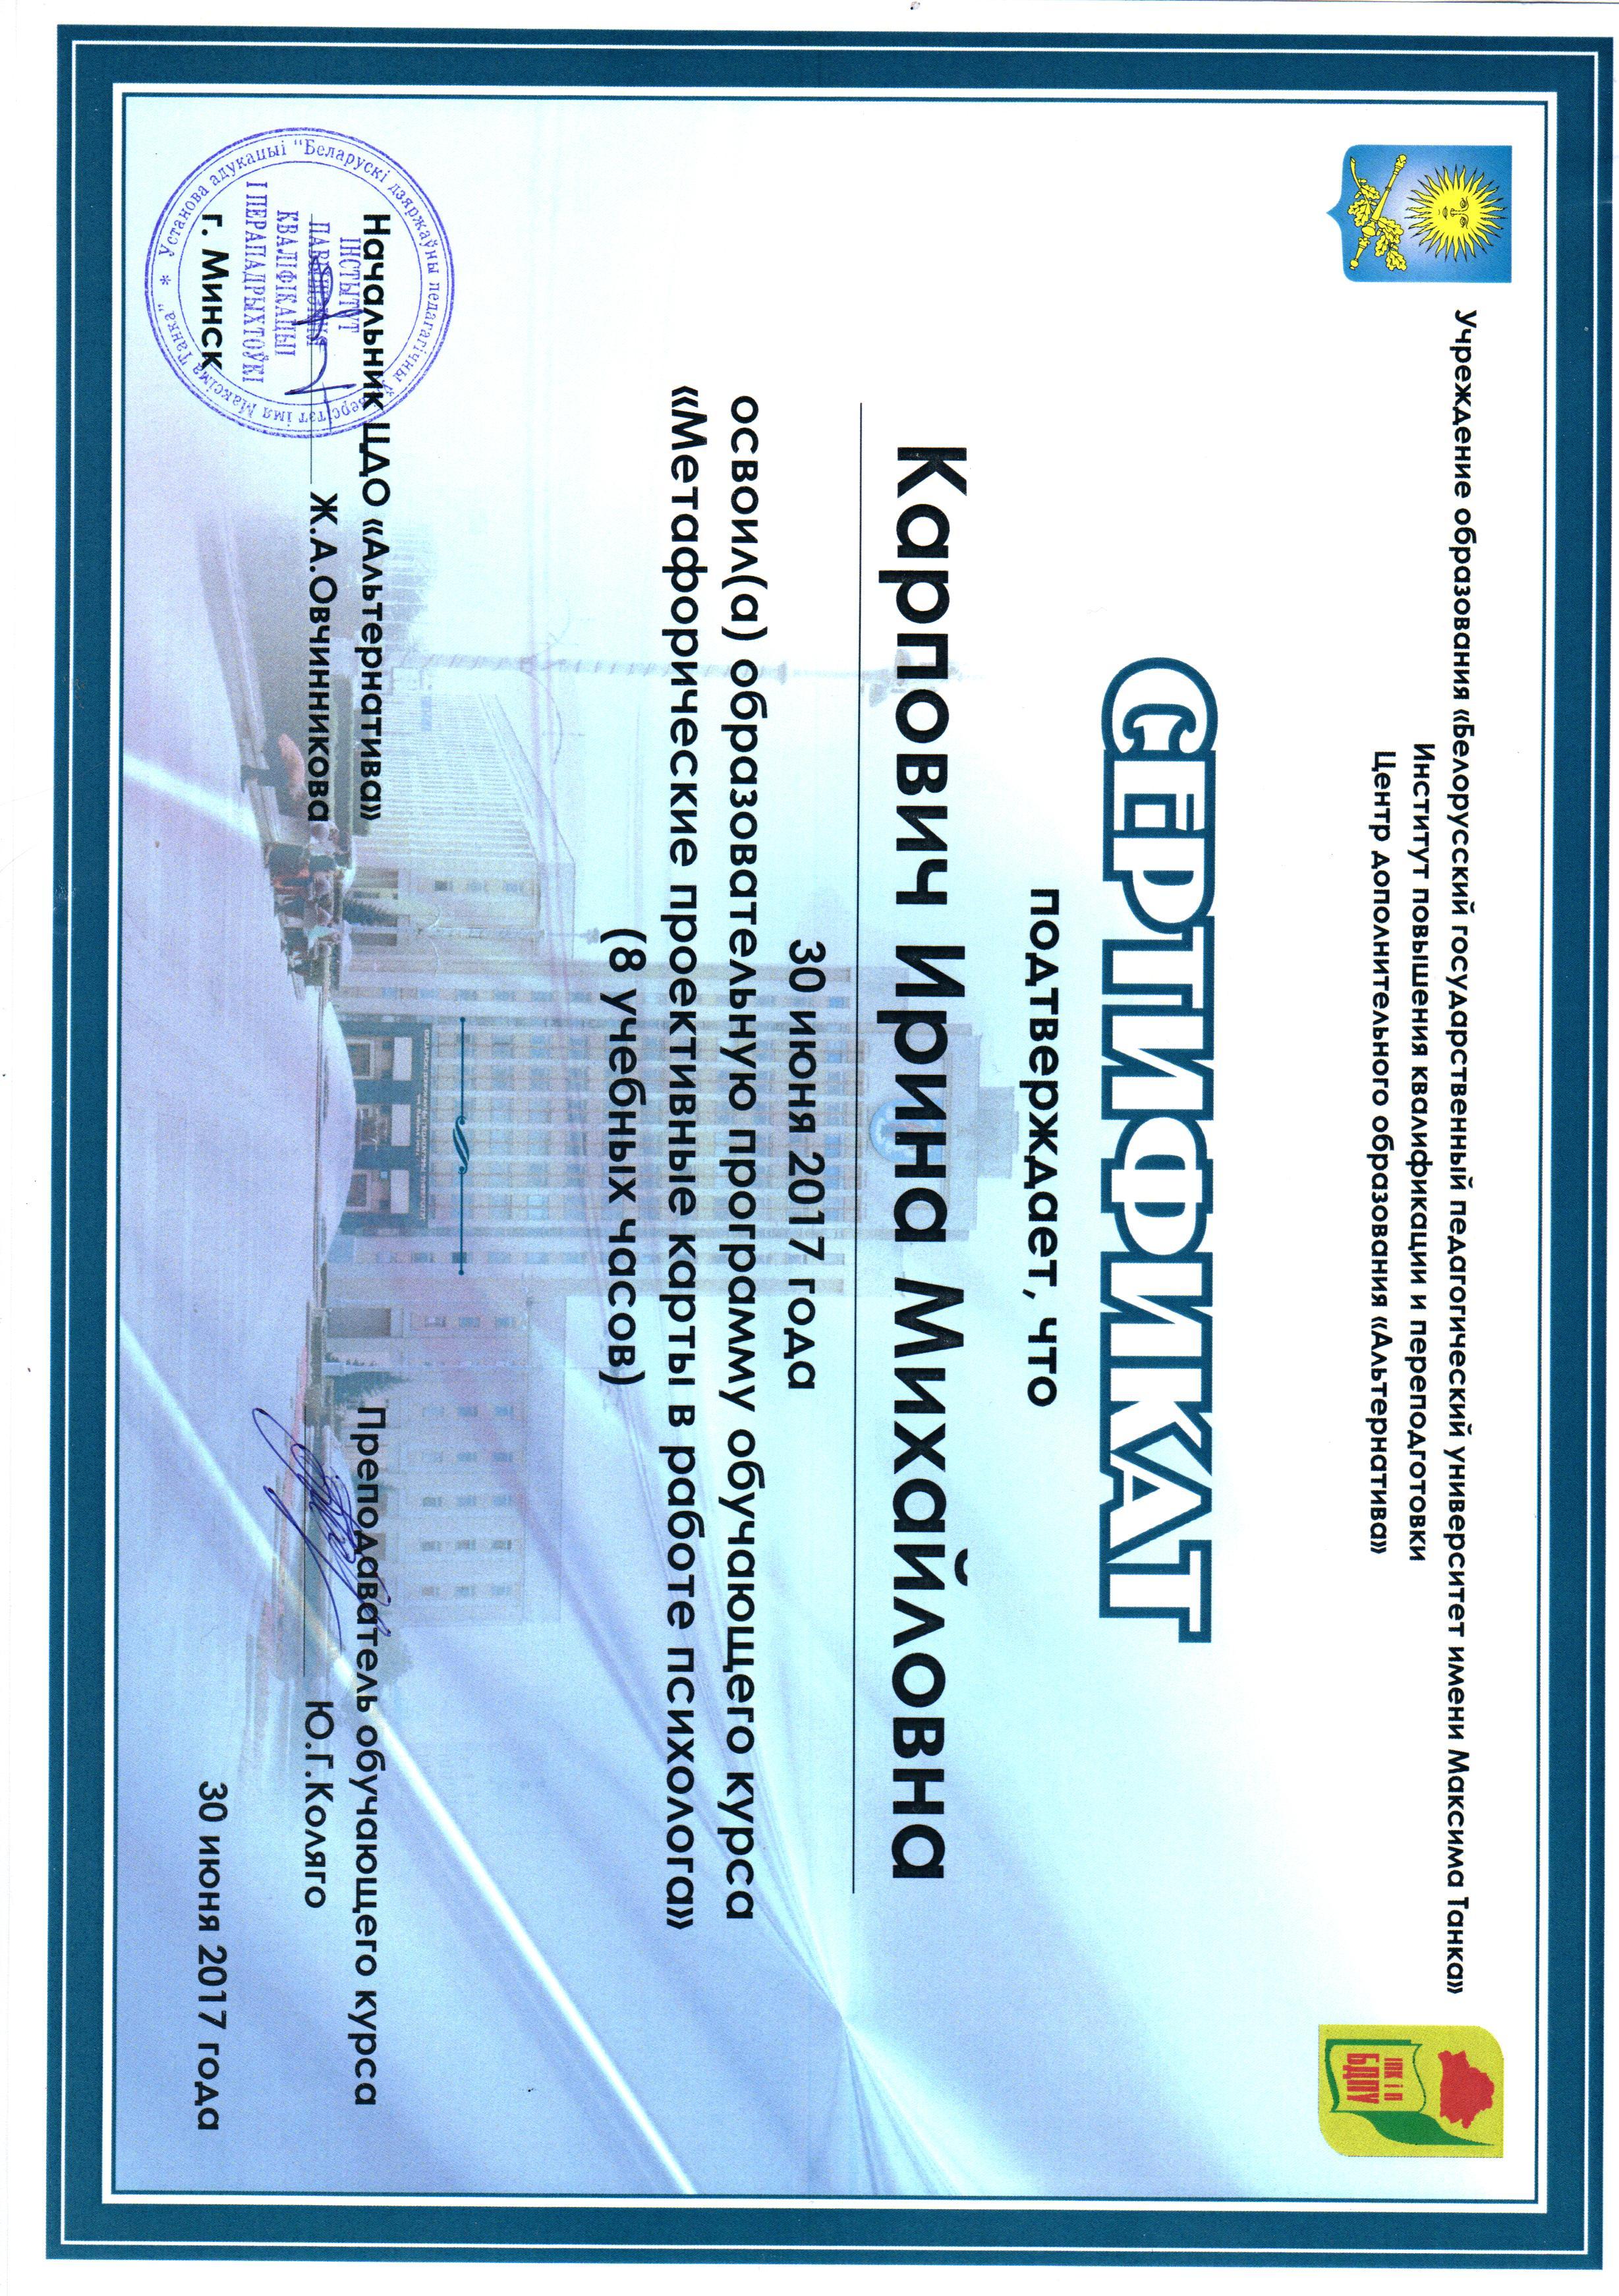 Учреждение образования «Белорусский государственный педагогический университет имени Максима Танка»
Институт повышения квалификации и переподготовки
Центр дополнительного образования «Альтернатива»
ІПК і П
БДПУ
СЕРТИФИКАТ
подтверждает, что
Карпович Ирина Михайловна
30 июня 2017 года
освоил(а) образовательную программу обучающего курса
«Метафорические проективные карты в работе психолога»
(8 учебных часов)
Начальник ЦДО «Альтернатива»
Ж.А.Овчинникова
г. Минск
Установа адукацыі "Беларускі дзяржаўны педагагічны ўніверсітэт імя Максіма Танка" *
ІНСТЫТУТ
ПАВЫШЭННЯ
КВАЛІФІКАЦЫІ
І ПЕРАПАДРЫХТОЎКІ
Преподаватель обучающего курса
Ю.Г.Коляго
30 июня 2017 года